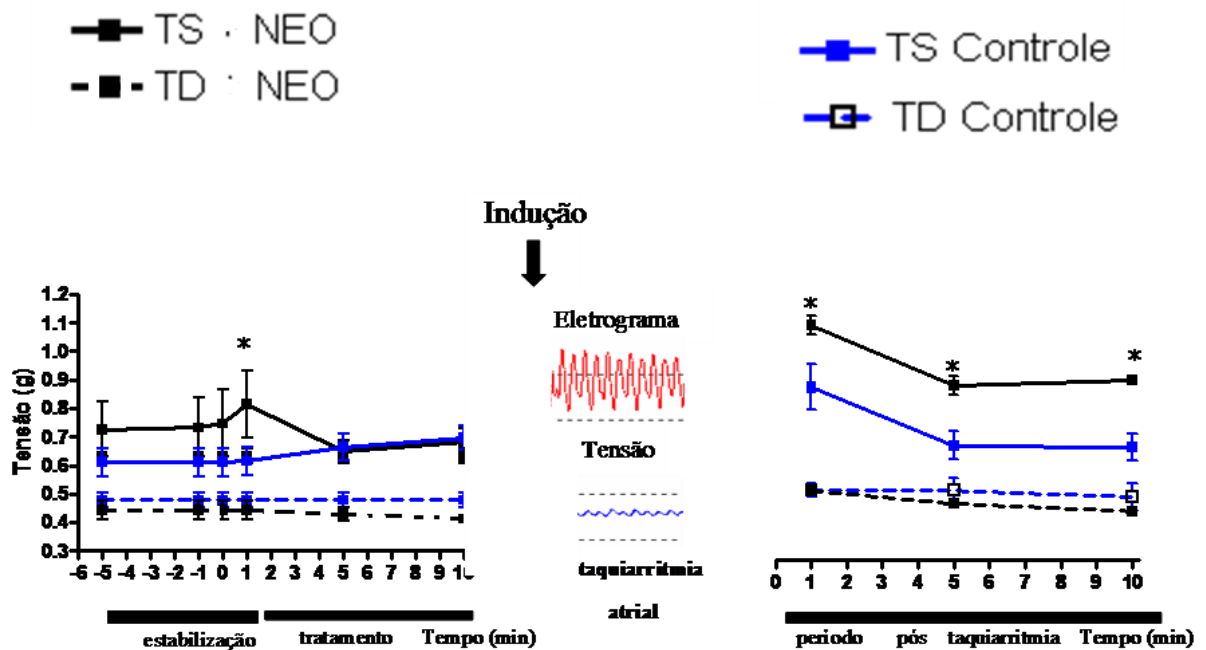 TS . NEO
TD : NEO
TS Controle
TD Controle
Indução
Eletrograma
Tensão
taquiarritmia
atrial
Tensão (g)
1.2
1.1
1.0
0.9
0.8
0.7
0.6
0.5
0.4
0.3
*
-6 -5 -4 -3 -2 -1 0 1 2 3 4 5 6 7 8 9
estabilização tratamento Tempo (min)
* * *
0 1 2 3 4 5 6 7 8 9 10
periodo pós taquiarritmia Tempo (min)